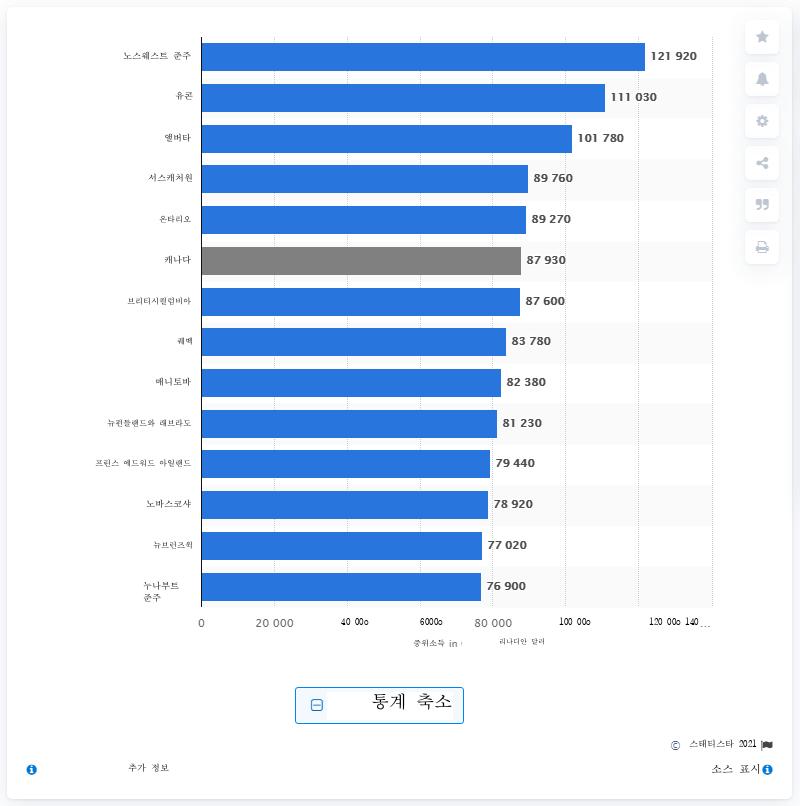 노스웨스트 준주 121 920
유콘 111 030
앨버타 101 780
서스캐처원 89 760
온타리오 89 270
캐나다 87 930
브리티시컬럼비아 87 600
퀘벡 83 780
매니토바 82 380
뉴펀들랜드와 래브라도 81 230
프린스 에드워드 아일랜드 79 440
노바스코샤 78 920
뉴브런즈윅 77 020
누나부트
준주 76 900
0 20 000 40 00o 6000o 80 000 100 00o 120 00o 140...
중위소득 in 캐나디안 달러
통계 축소
© 스태티스타 2021
추가 정보 소스 표시